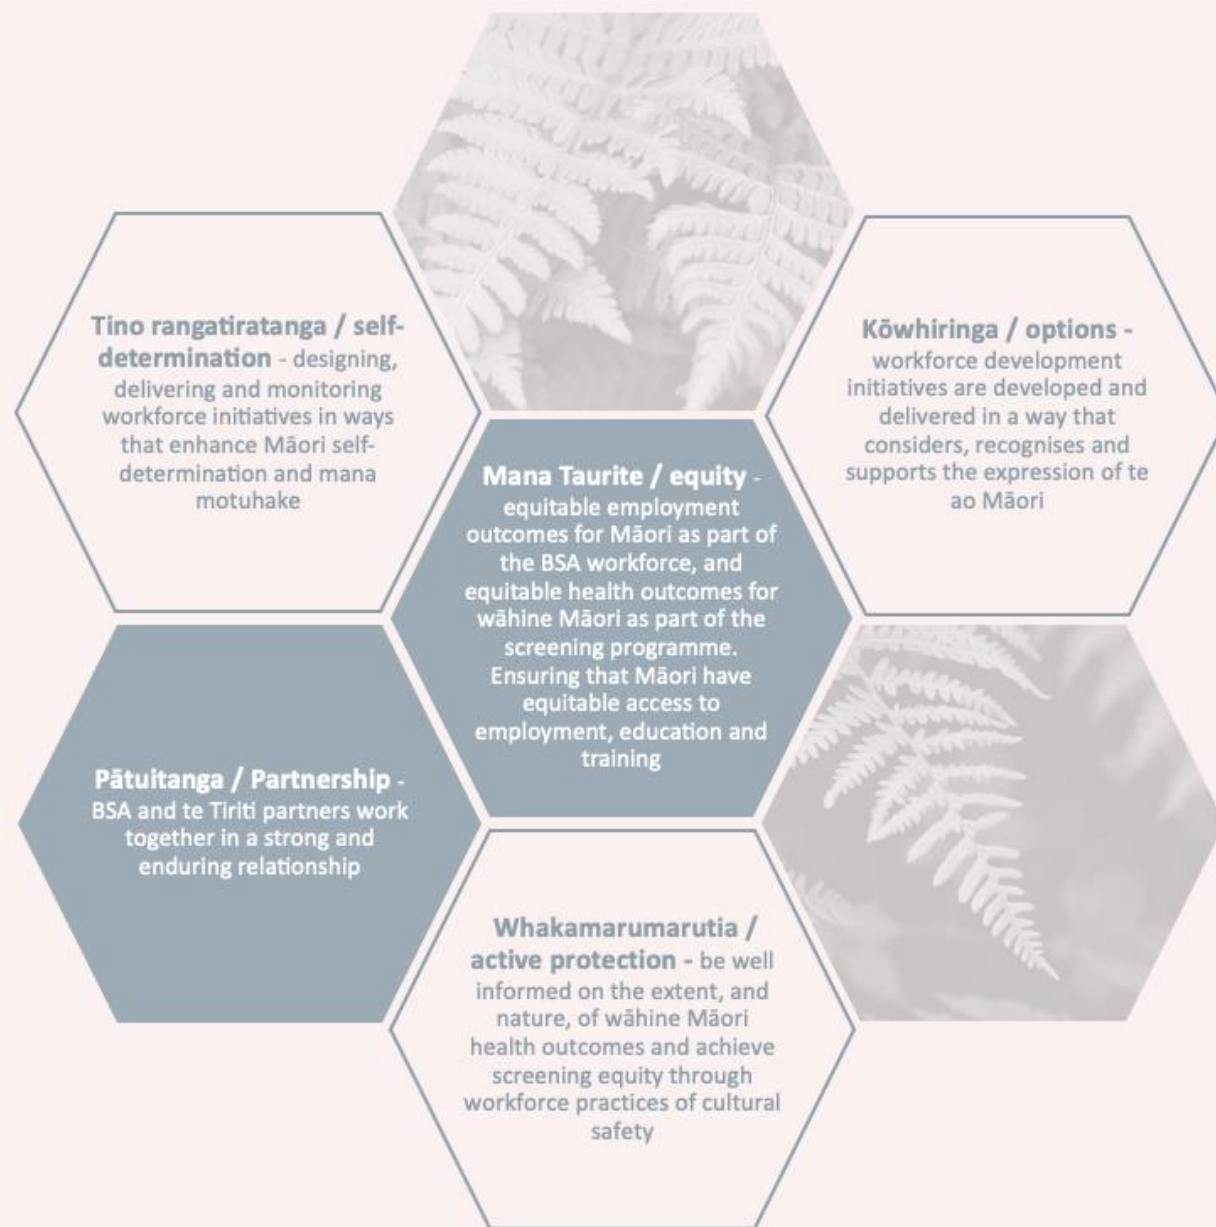 Tino rangatiratanga / self-
determination - designing,
delivering and monitoring
workforce initiatives in ways
that enhance Māori self-
determination and mana
motuhake
Kōwhiringa / options -
workforce development
initiatives are developed and
delivered in a way that
considers, recognises and
supports the expression of te
ao Māori
Mana Taurite / equity -
equitable employment
outcomes for Māori as part of
the BSA workforce, and
equitable health outcomes for
wāhine Māori as part of the
screening programme.
Ensuring that Māori have
equitable access to
employment, education and
training
Pātuitanga / Partnership -
BSA and te Tiriti partners work
together in a strong and
enduring relationship
Whakamarumarutia /
active protection - be well
informed on the extent, and
nature, of wāhine Māori
health outcomes and achieve
screening equity through
workforce practices of cultural
safety